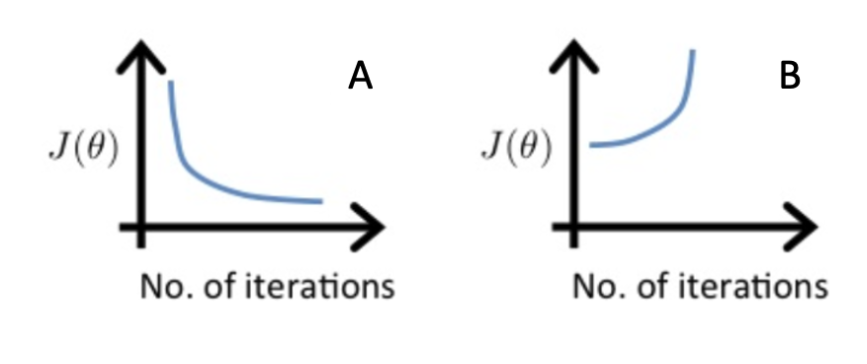 A
B
J(θ)
J(θ)
No. of iterations
No. of iterations